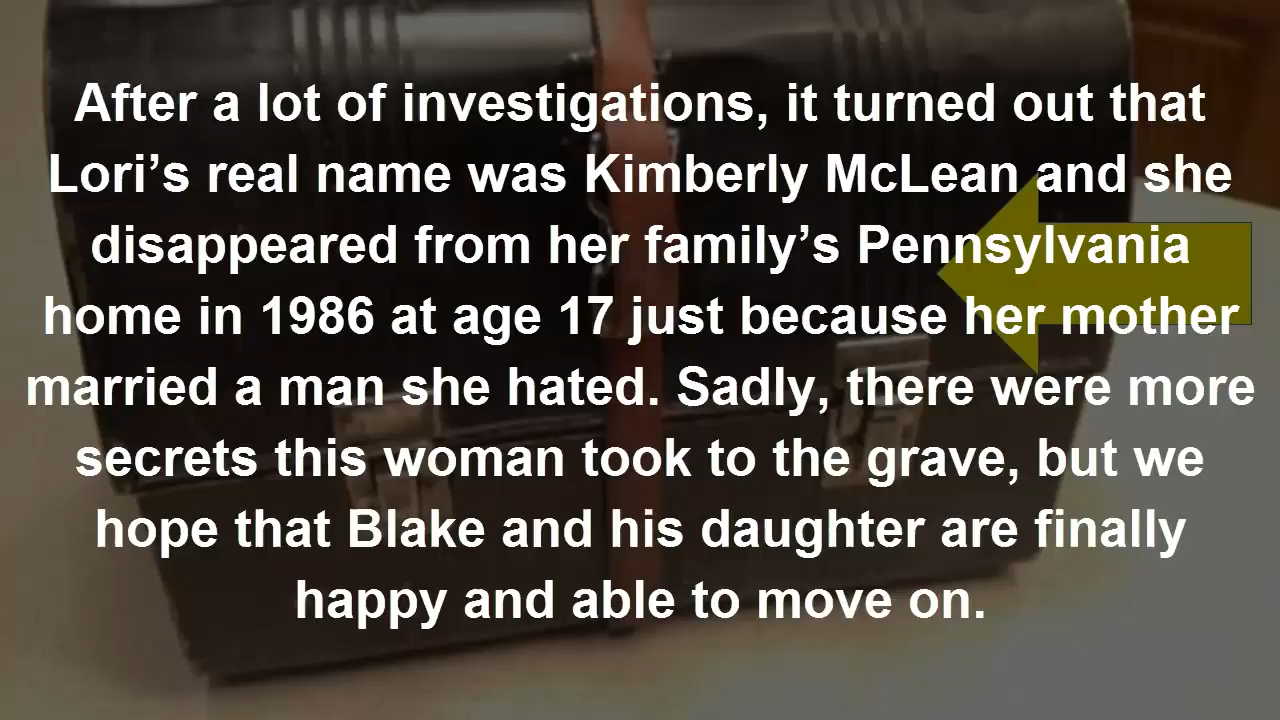 After a lot of investigations, it turned out that
Lori’s real name was Kimberly McLean and she
disappeared from her family’s Pennsylvania
home in 1986 at age 17 just because her mother
married a man she hated. Sadly, there were more
secrets this woman took to the grave, but we
hope that Blake and his daughter are finally
happy and able to move on.